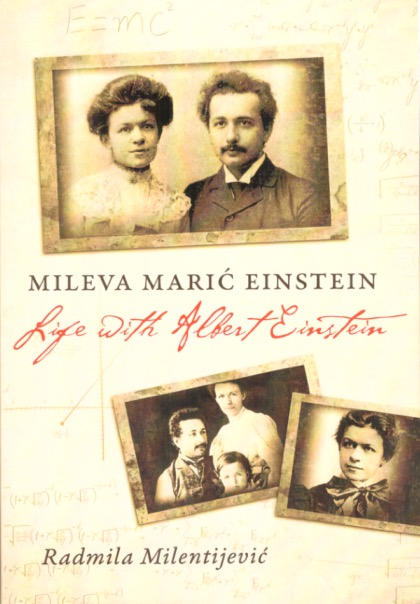 E=mc²
MILEVA MARIĆ EINSTEIN
Life with Albert Einstein
Radmila Milentijević